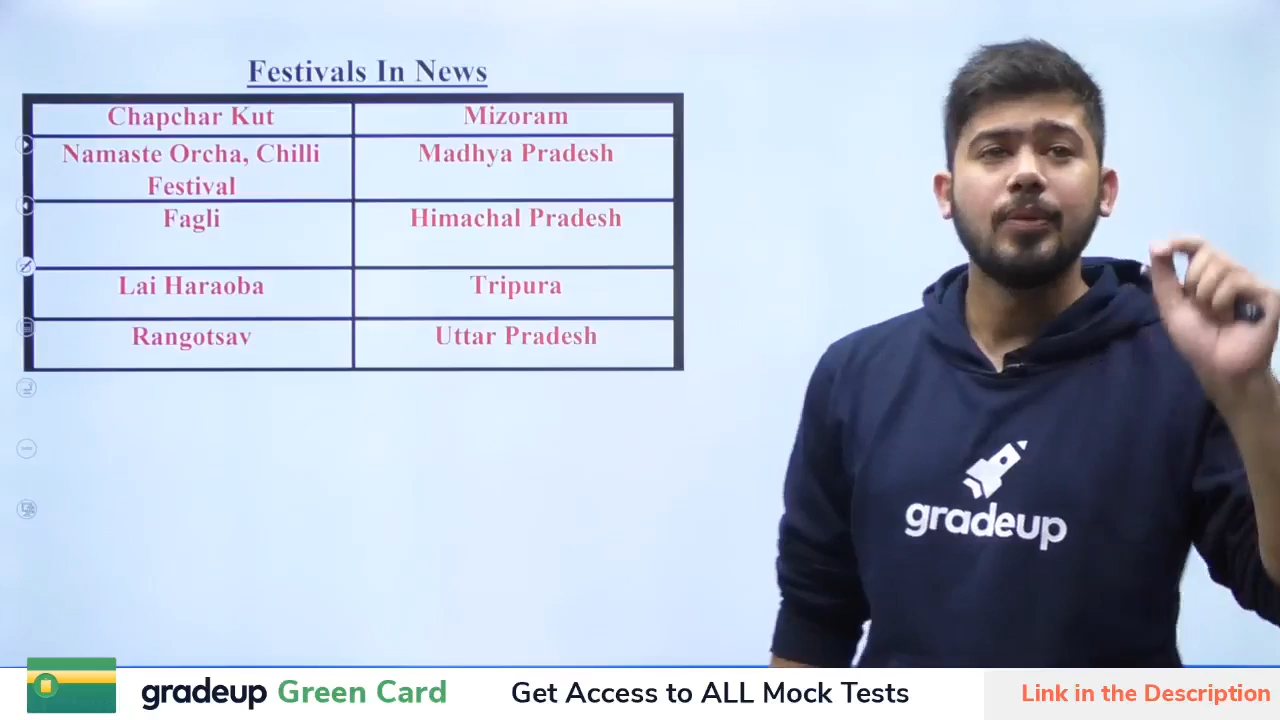 Festivals In News
Chapchar Kut Mizoram
Namaste Orcha, Chilli Festival Madhya Pradesh
Fagli Himachal Pradesh
Lai Haraoba Tripura
Rangotsav Uttar Pradesh
gradeup
gradeup Green Card Get Access to ALL Mock Tests Link in the Description